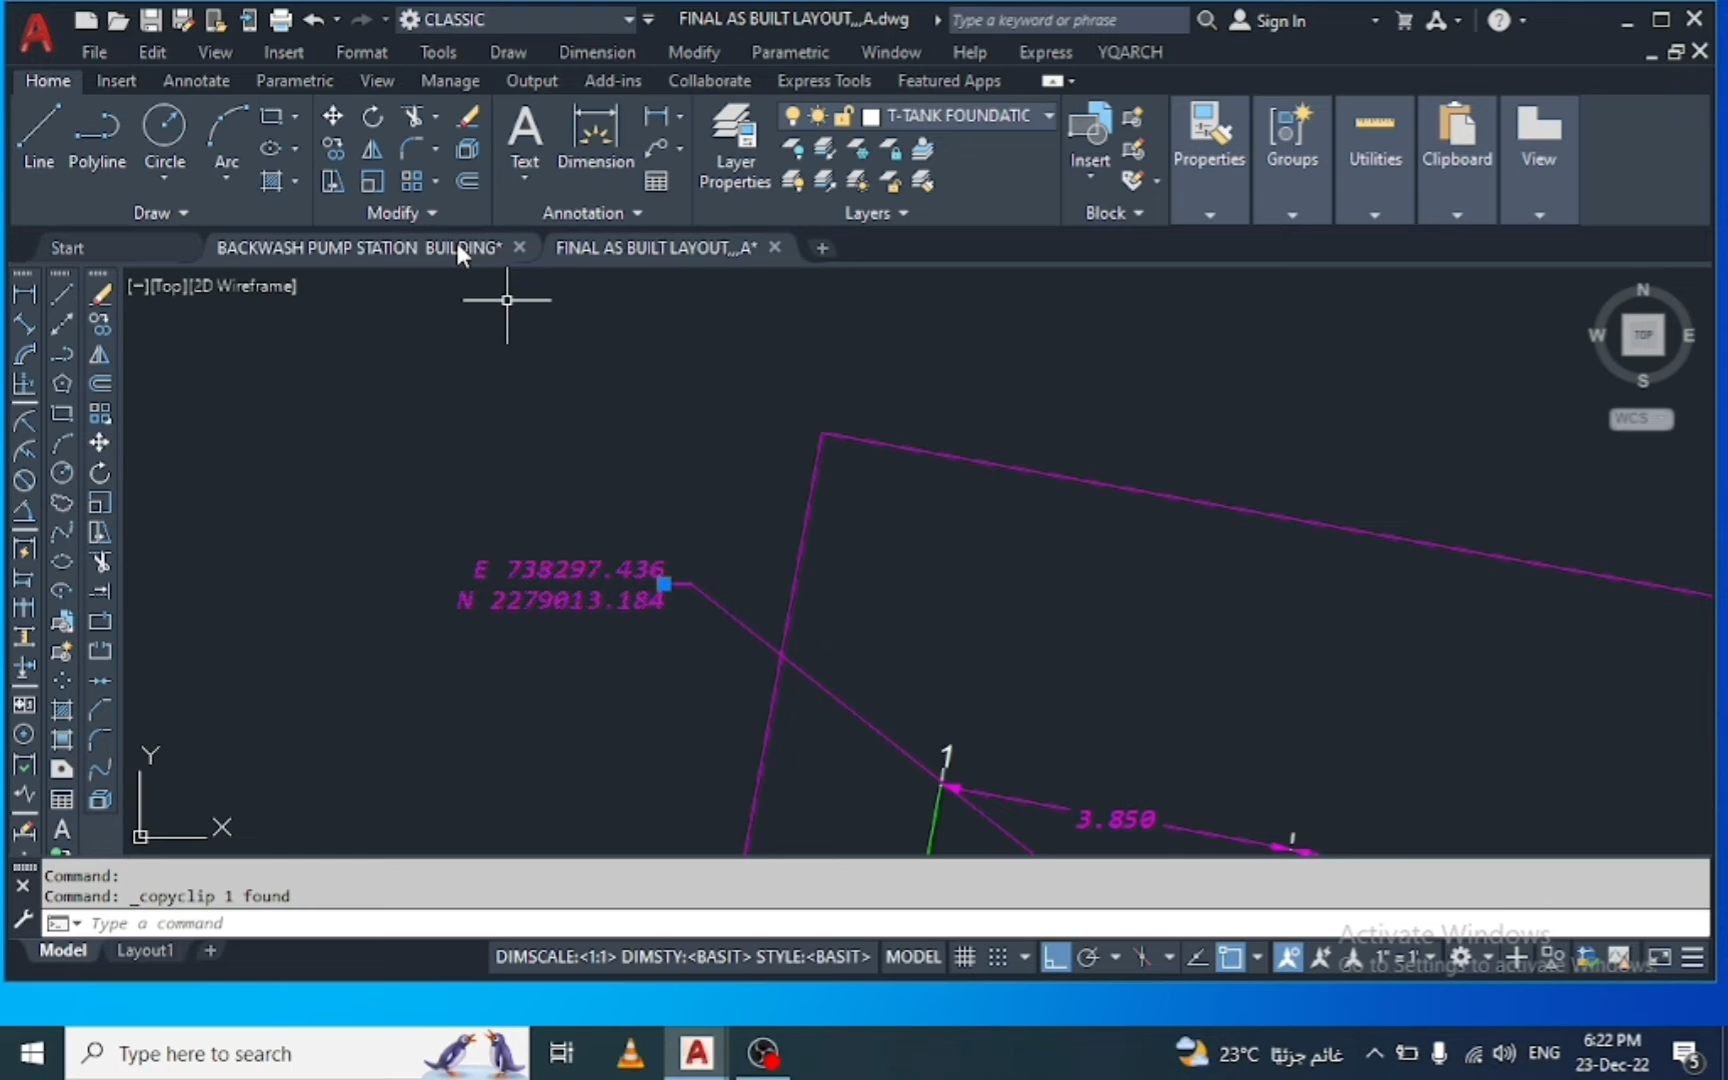 CLASSIC
FINAL AS BUILT LAYOUT,,,A.dwg
Type a keyword or phrase
Sign In
File Edit View Insert Format Tools Draw Dimension Modify Parametric Window Help Express YQARCH
Home Insert Annotate Parametric View Manage Output Add-ins Collaborate Express Tools Featured Apps
T-TANK FOUNDATIC
Line Polyline Circle Arc
Text Dimension
Layer Properties
Insert
Properties Groups Utilities Clipboard View
Draw Modify Annotation Layers Block
Start
BACKWASH PUMP STATION BUILDING*
FINAL AS BUILT LAYOUT,,,A*
[−][Top][2D Wireframe]
N
W TOP E
S
WCS
E 738297.436
N 2279013.184
1
3.850
Y
X
Command:
Command: _copyclip 1 found
Type a command
Activate Windows
Go to Settings to activate Windows.
Model Layout1 +
DIMSCALE:<1:1> DIMSTY:<BASIT> STYLE:<BASIT> MODEL
1" = 1'
Type here to search
23°C غائم جزئيًا
ENG
6:22 PM
23-Dec-22
5